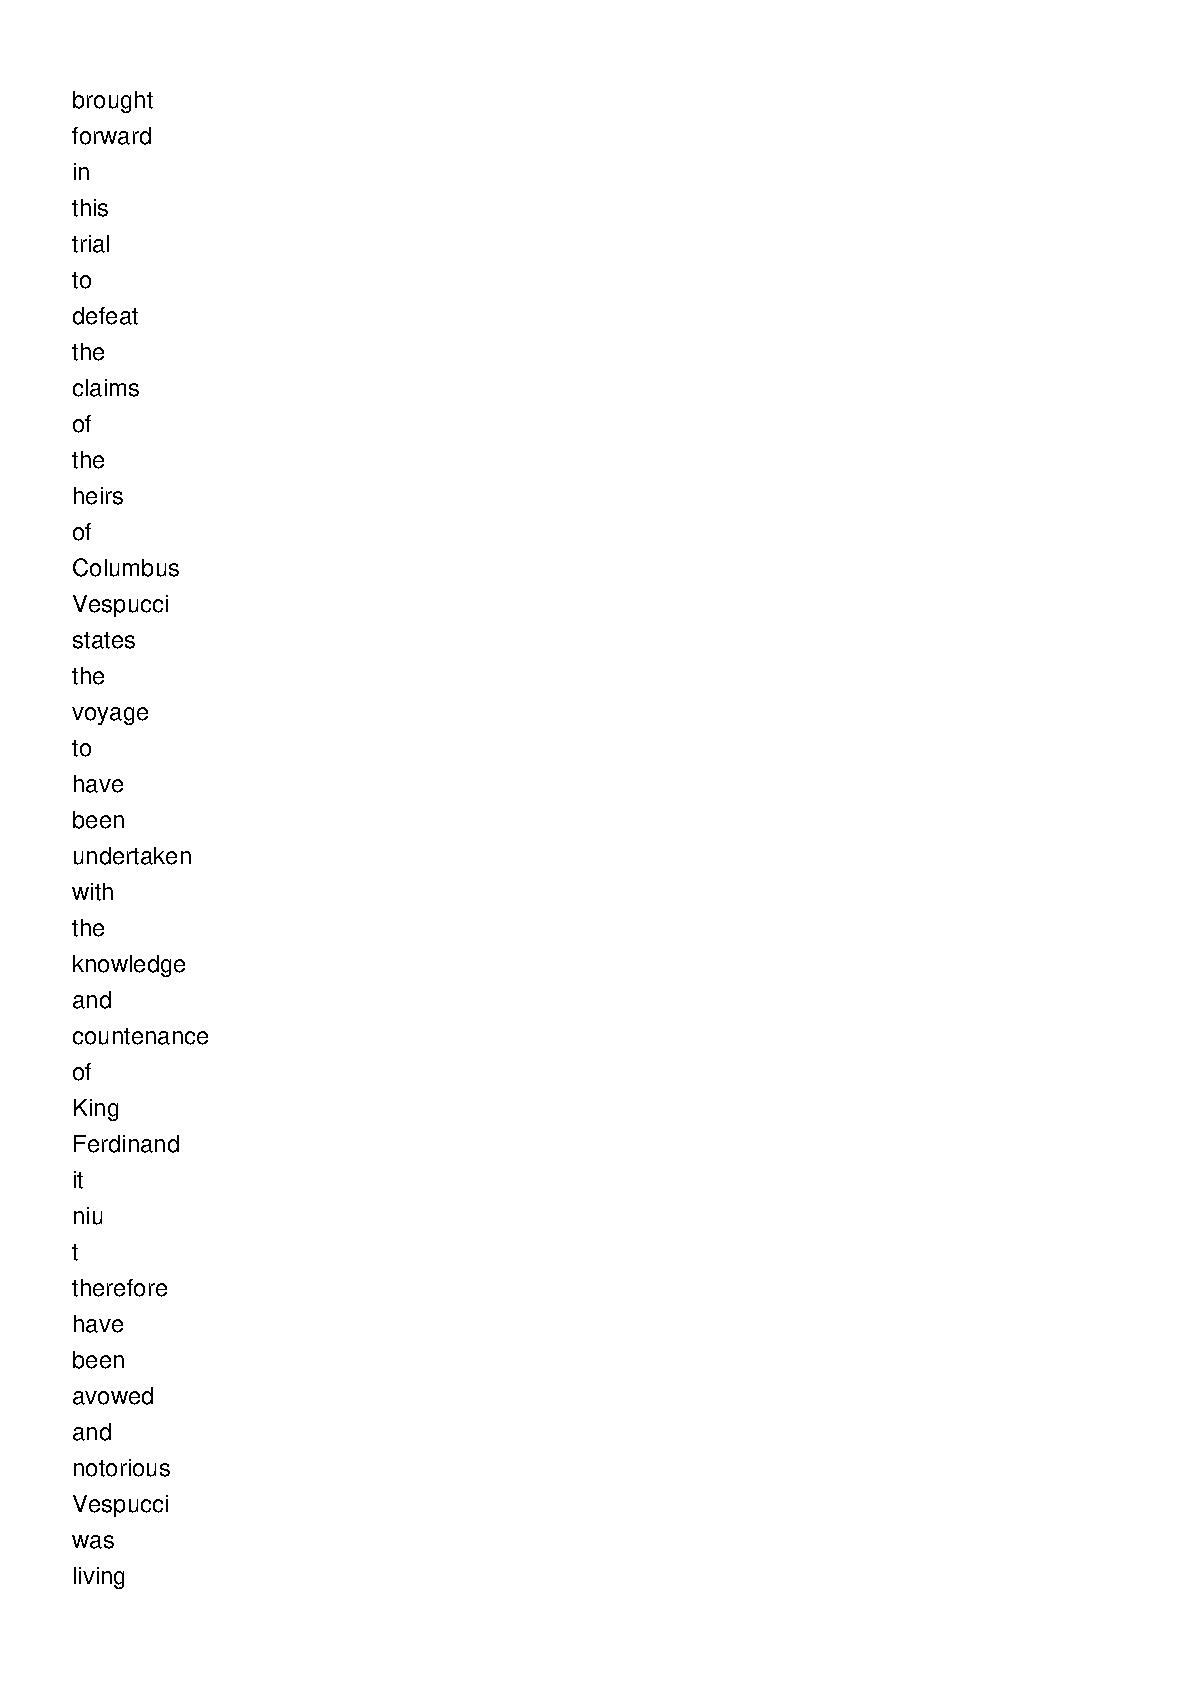 brought
forward
in
this
trial
to
defeat
the
claims
of
the
heirs
of
Columbus
Vespucci
states
the
voyage
to
have
been
undertaken
with
the
knowledge
and
countenance
of
King
Ferdinand
it
niu
t
therefore
have
been
avowed
and
notorious
Vespucci
was
living